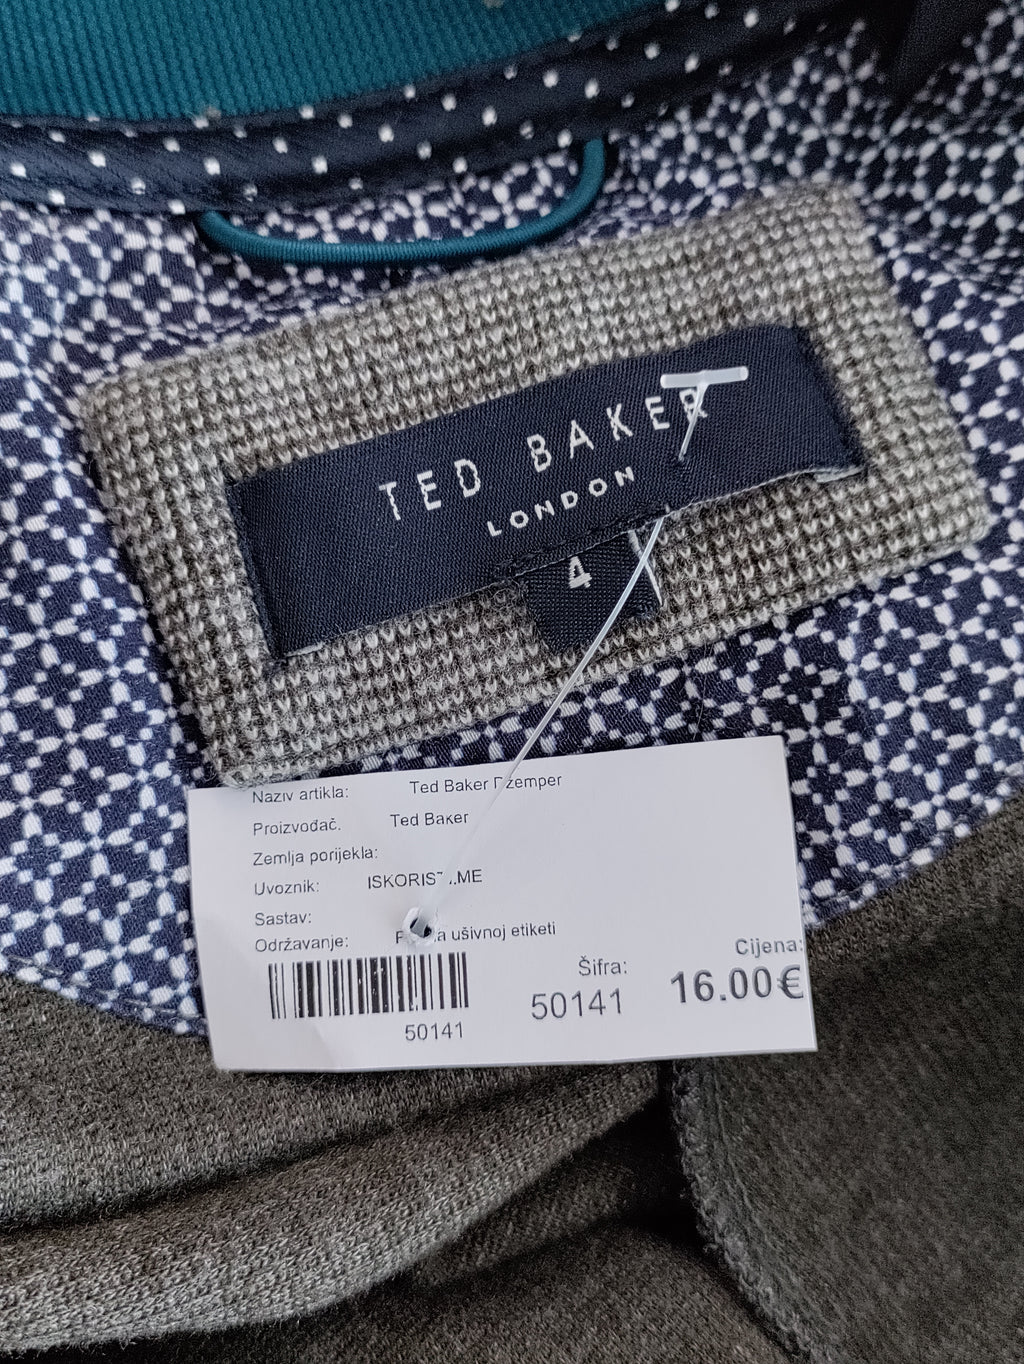 TED BAKER
LONDON
4
Naziv artikla: Ted Baker Džemper
Proizvođač. Ted Baker
Zemlja porijekla:
Uvoznik:
Sastav:
Održavanje: ušivnoj etiketi
Cijena:
Šifra:
16.00€
50141
50141